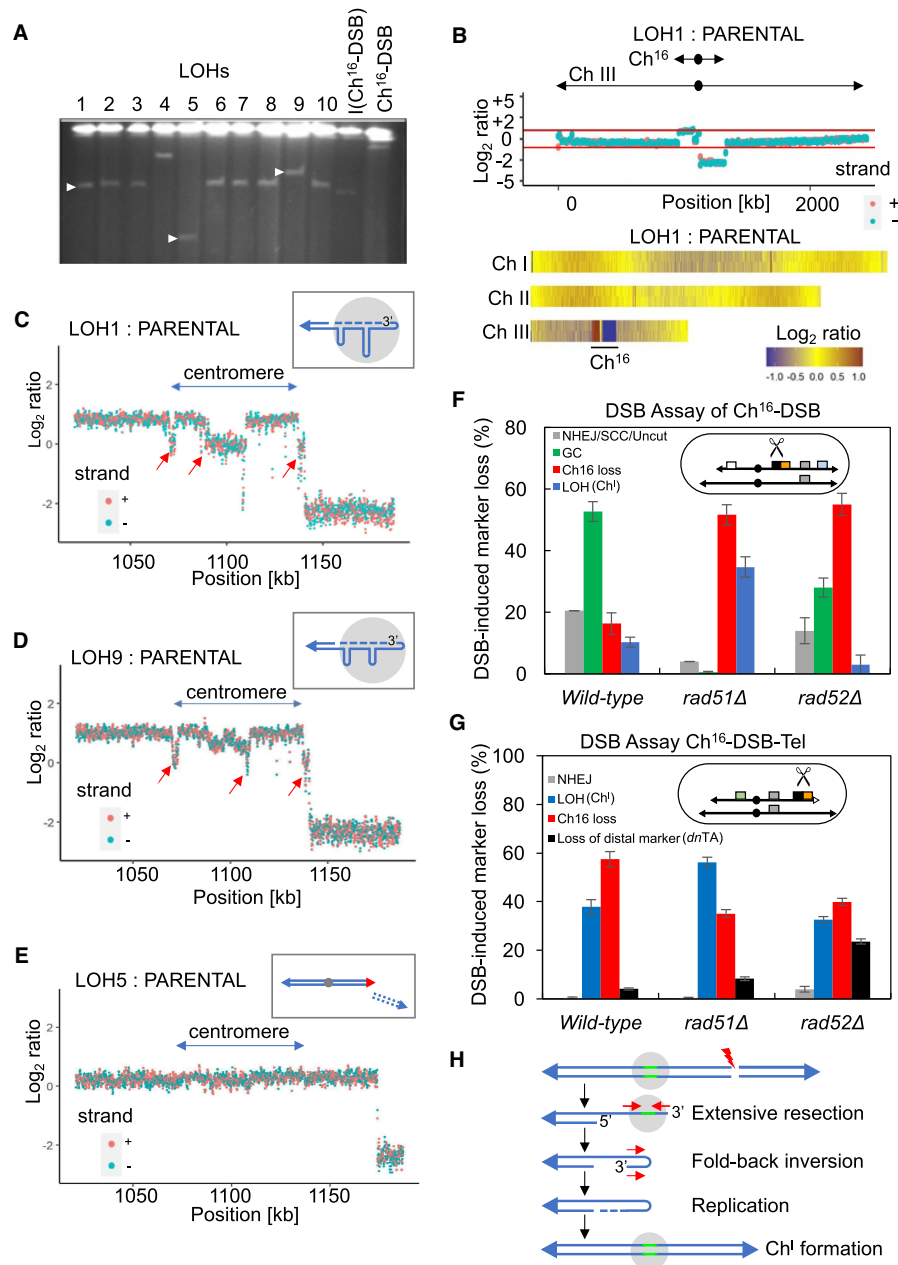 A
LOHs
1 2 3 4 5 6 7 8 9 10 I(Ch16-DSB) Ch16-DSB
B
LOH1 : PARENTAL
Ch16
Ch III
Log2 ratio
+5
+2
0
-2
-5
strand
0 2000
Position [kb]
+
-
LOH1 : PARENTAL
Ch I
Ch II
Ch III
Ch16
Log2 ratio
-1.0 -0.5 0.0 0.5 1.0
C
LOH1 : PARENTAL
3'
centromere
Log2 ratio
2
0
-2
strand
+
-
1050 1100 1150
Position [kb]
D
LOH9 : PARENTAL
3'
centromere
Log2 ratio
2
0
-2
strand
+
-
1050 1100 1150
Position [kb]
E
LOH5 : PARENTAL
centromere
Log2 ratio
2
0
-2
strand
+
-
1050 1100 1150
Position [kb]
F
DSB Assay of Ch16-DSB
DSB-induced marker loss (%)
80
60
40
20
0
NHEJ/SCC/Uncut
GC
Ch16 loss
LOH (ChI)
Wild-type rad51Δ rad52Δ
G
DSB Assay Ch16-DSB-Tel
DSB-induced marker loss (%)
100
80
60
40
20
0
NHEJ
LOH (ChI)
Ch16 loss
Loss of distal marker (dnTA)
Wild-type rad51Δ rad52Δ
H
5' 3' Extensive resection
3' Fold-back inversion
Replication
ChI formation